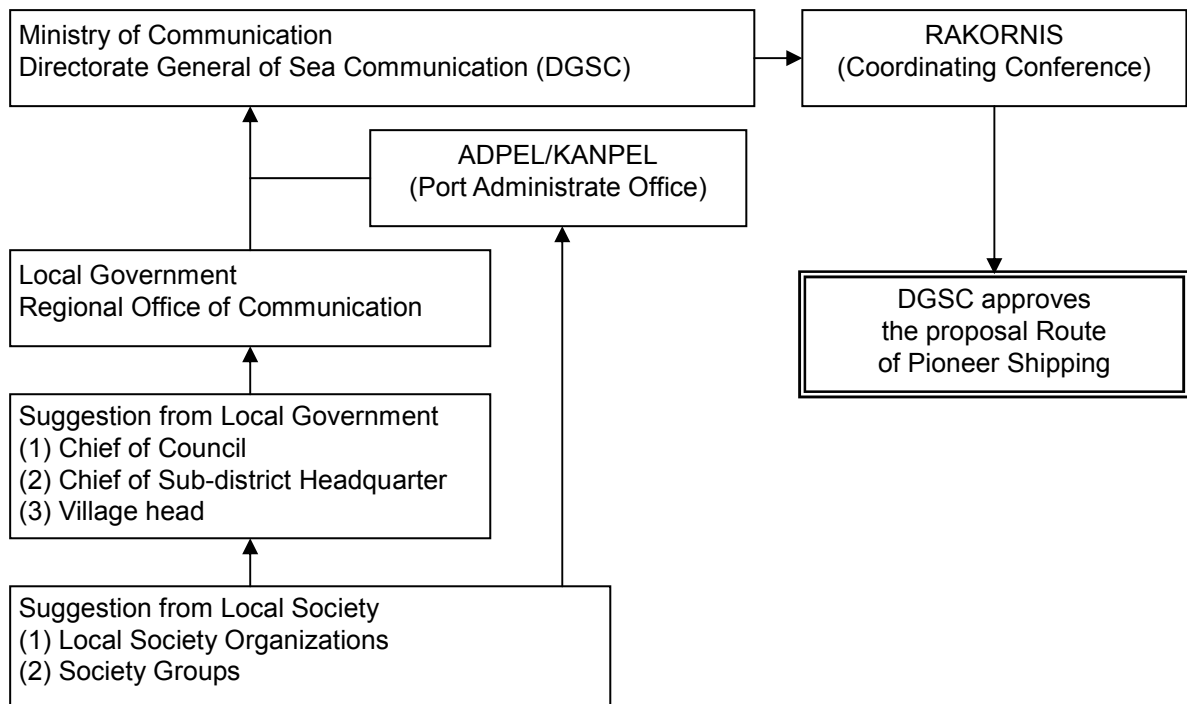 Ministry of Communication
Directorate General of Sea Communication (DGSC)
RAKORNIS
(Coordinating Conference)
ADPEL/KANPEL
(Port Administrate Office)
Local Government
Regional Office of Communication
DGSC approves
the proposal Route
of Pioneer Shipping
Suggestion from Local Government
(1) Chief of Council
(2) Chief of Sub-district Headquarter
(3) Village head
Suggestion from Local Society
(1) Local Society Organizations
(2) Society Groups